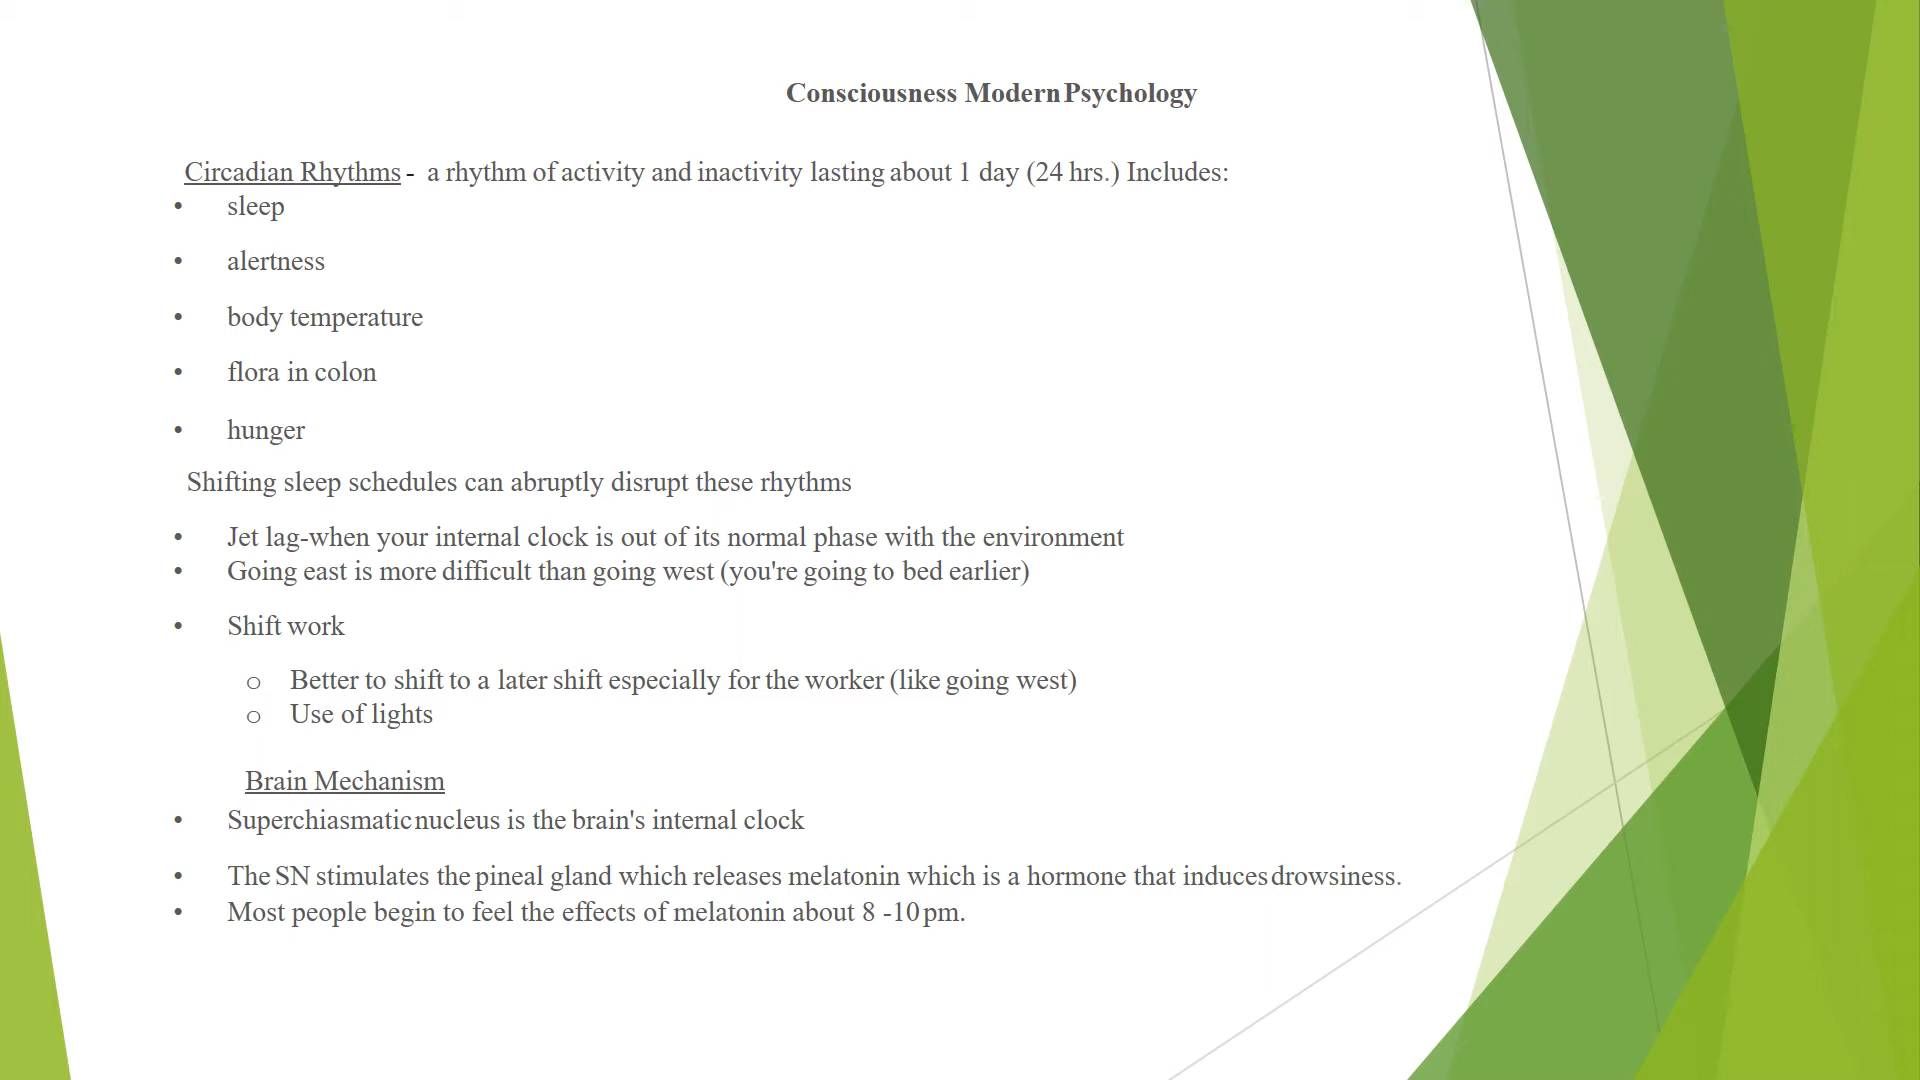 Consciousness Modern Psychology
Circadian Rhythms - a rhythm of activity and inactivity lasting about 1 day (24 hrs.) Includes:
• sleep
• alertness
• body temperature
• flora in colon
• hunger
Shifting sleep schedules can abruptly disrupt these rhythms
• Jet lag-when your internal clock is out of its normal phase with the environment
• Going east is more difficult than going west (you're going to bed earlier)
• Shift work
o Better to shift to a later shift especially for the worker (like going west)
o Use of lights
Brain Mechanism
• Superchiasmatic nucleus is the brain's internal clock
• The SN stimulates the pineal gland which releases melatonin which is a hormone that induces drowsiness.
• Most people begin to feel the effects of melatonin about 8 -10 pm.